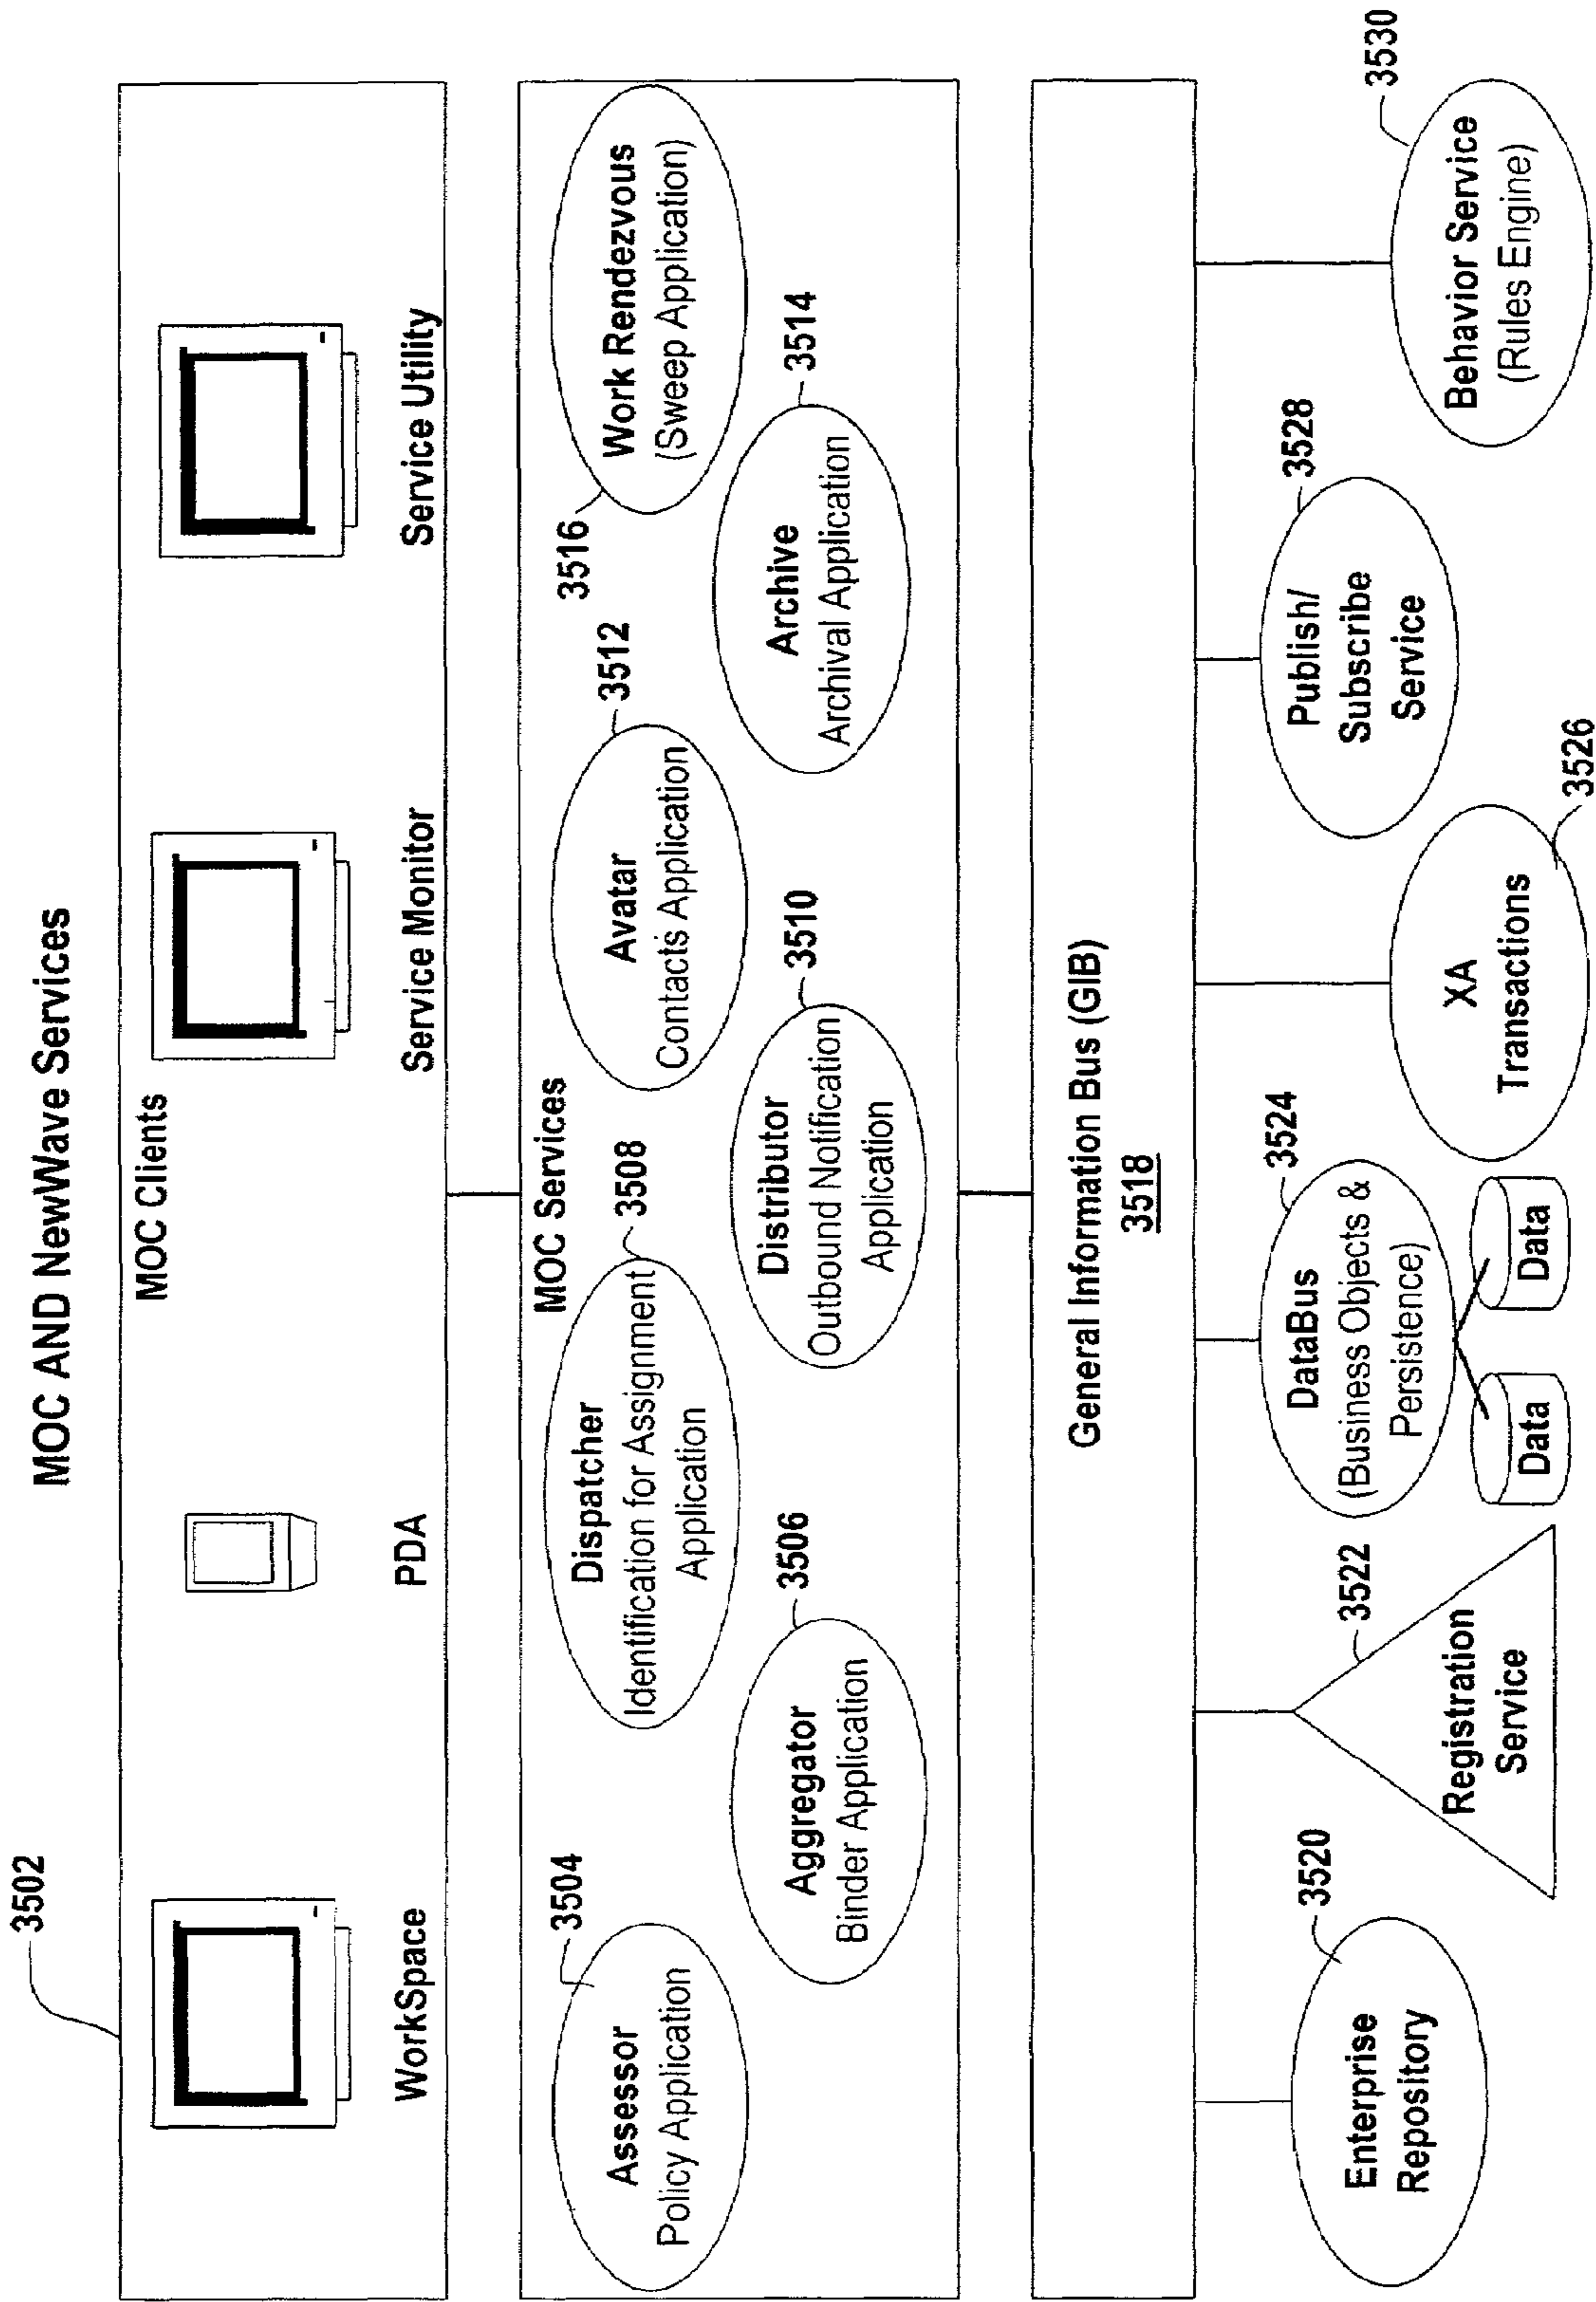 MOC AND NewWave Services
3502
MOC Clients
WorkSpace
PDA
Service Monitor
Service Utility
MOC Services
3504
Assessor
Policy Application
3506
Aggregator
Binder Application
3508
Dispatcher
Identification for Assignment
Application
3510
Distributor
Outbound Notification
Application
3512
Avatar
Contacts Application
3514
Archive
Archival Application
3516
Work Rendezvous
(Sweep Application)
General Information Bus (GIB)
3518
3520
Enterprise
Repository
3522
Registration
Service
3524
DataBus
(Business Objects &
Persistence)
Data
Data
3526
XA
Transactions
3528
Publish/
Subscribe
Service
3530
Behavior Service
(Rules Engine)